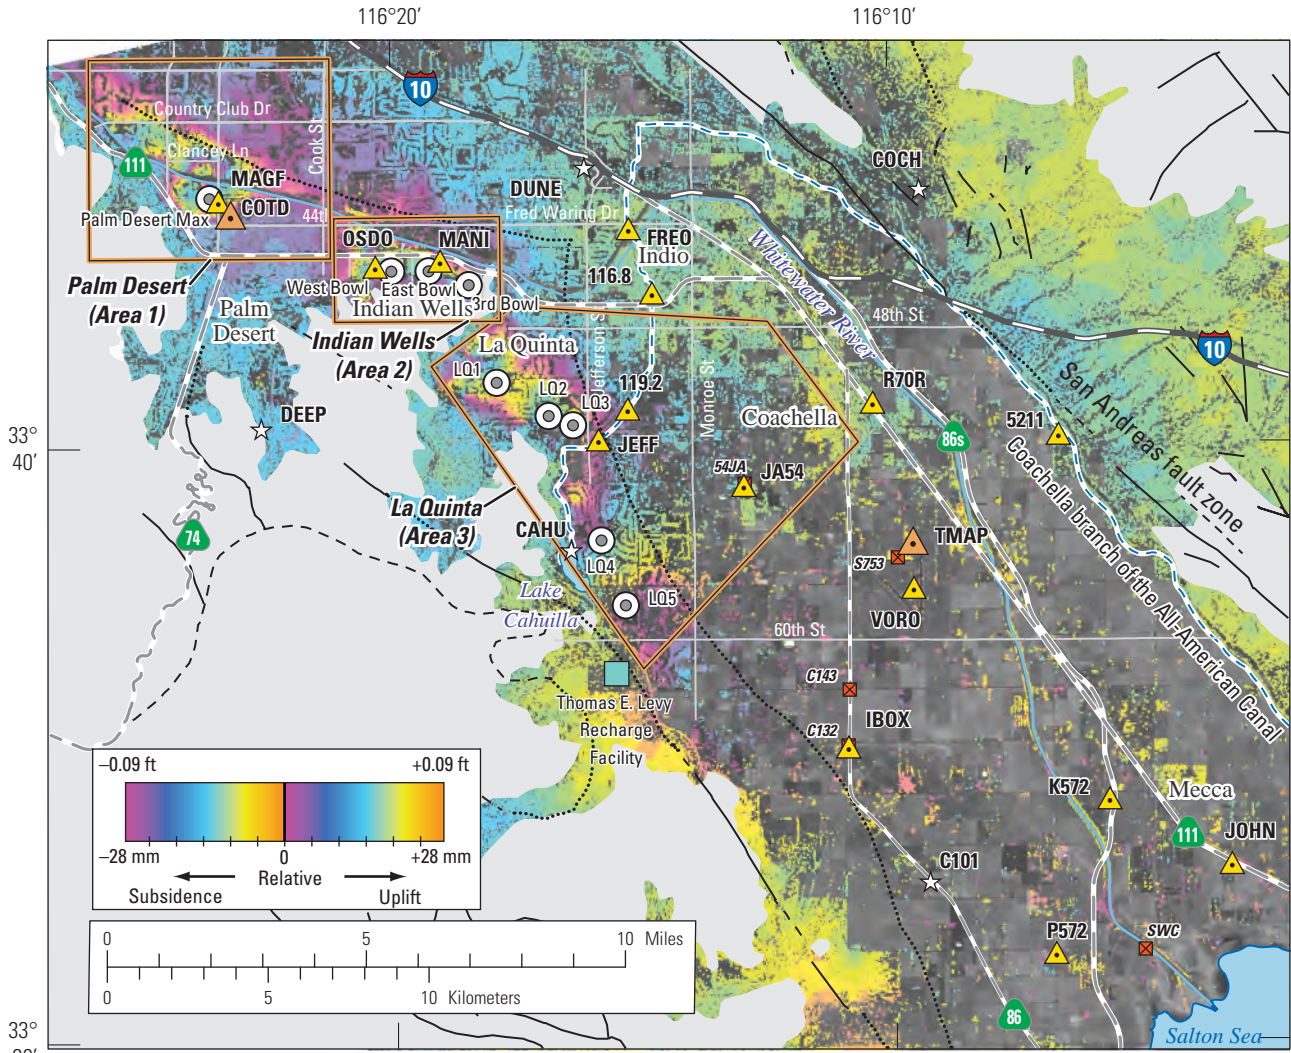 116°20′
116°10′
10
Country Club Dr
Cook St
COCH
111
Clancey Ln
MAGF
DUNE
COTD
Palm Desert Max
44th
Fred Waring Dr
FREO
OSDO
MANI
Indio
Whitewater River
116.8
West Bowl
East Bowl
3rd Bowl
Palm Desert
(Area 1)
Indian Wells
Palm
Desert
48th St
Indian Wells
(Area 2)
La Quinta
Jefferson St
10
LQ1
119.2
Monroe St
R70R
San Andreas fault zone
LQ2
LQ3
DEEP
Coachella
5211
33°
40′
JEFF
86s
54JA
JA54
Coachella branch of the All-American Canal
La Quinta
(Area 3)
CAHU
74
TMAP
S753
LQ4
Lake
Cahuilla
LQ5
VORO
60th St
C143
Thomas E. Levy
Recharge
Facility
IBOX
C132
–0.09 ft
+0.09 ft
K572
Mecca
111
JOHN
–28 mm
0
+28 mm
Relative
Subsidence
Uplift
C101
0
5
10 Miles
P572
SWC
0
5
10 Kilometers
86
33°
Salton Sea